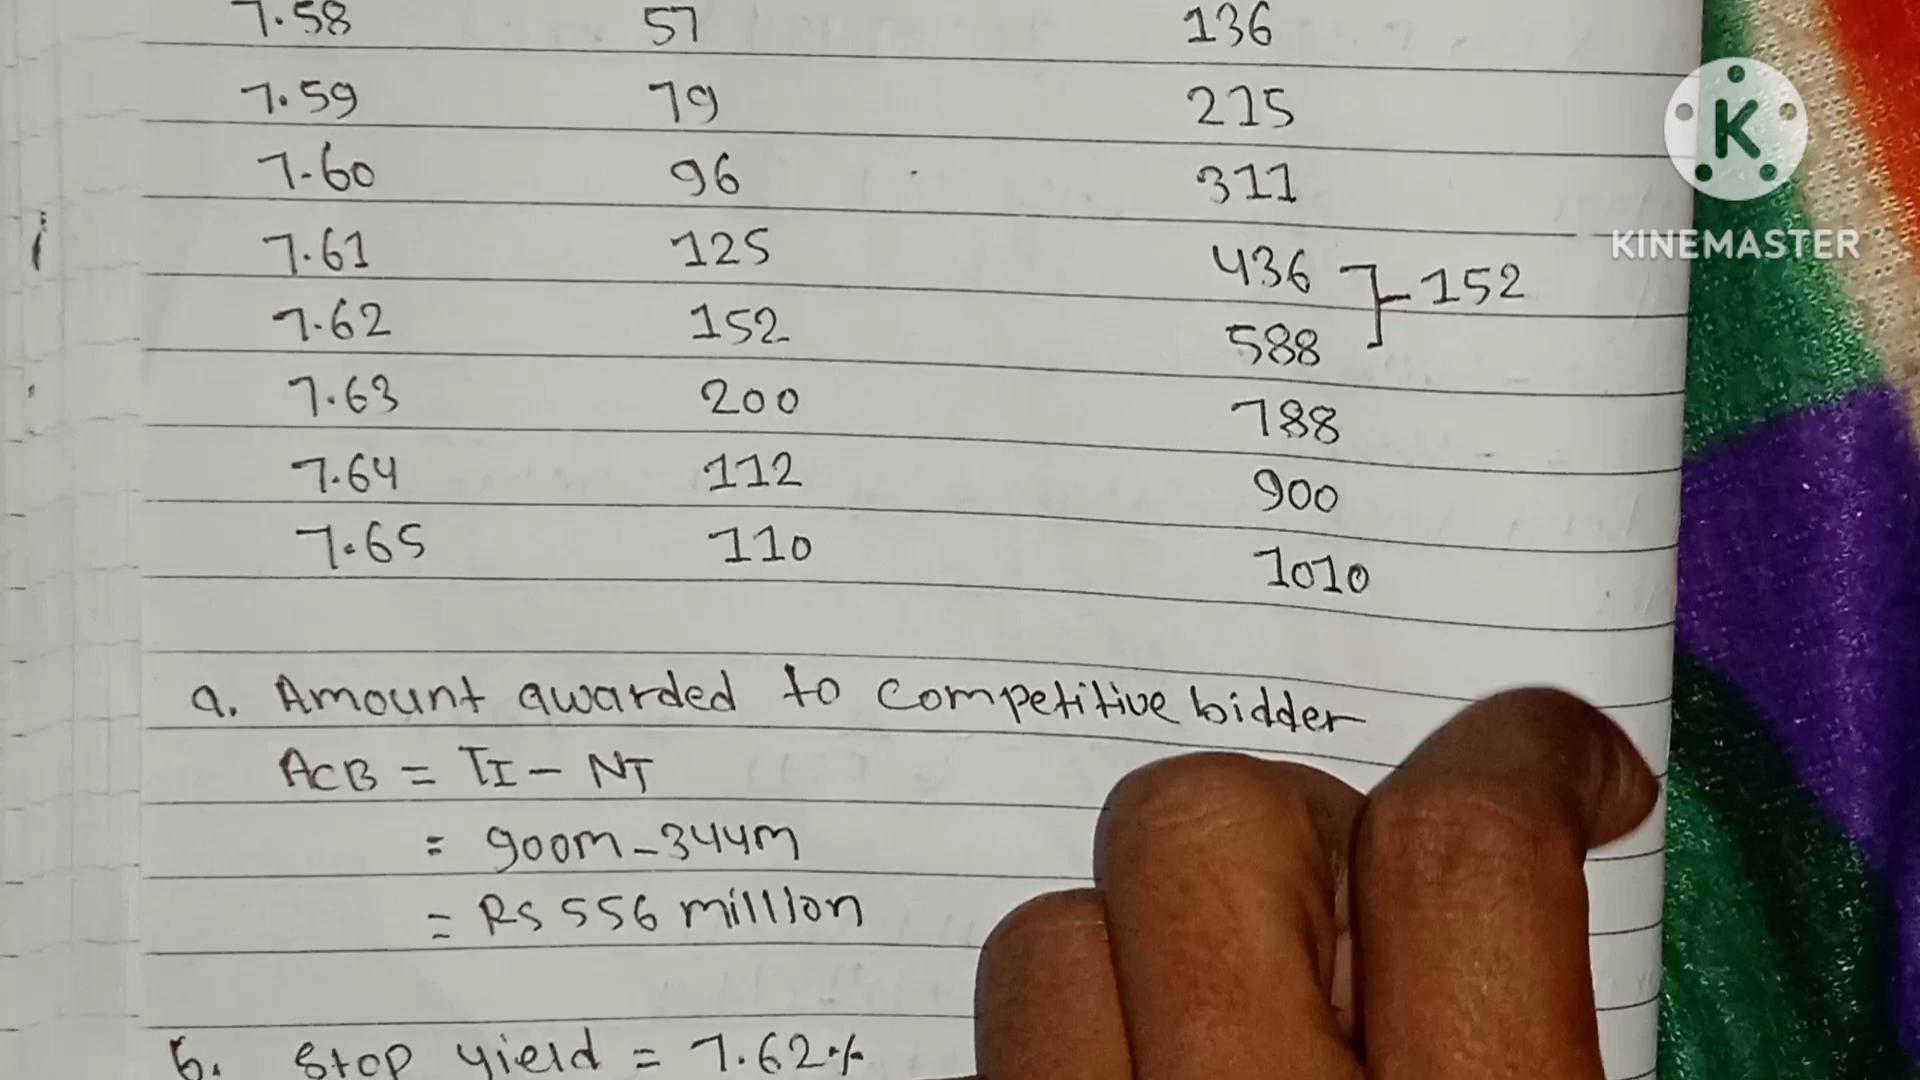 7.58 57 136
7.59 79 215
7.60 96 311
7.61 125 436
152
7.62 152 588
7.63 200 788
7.64 112 900
7.65 110 1010
K
KINEMASTER
a. Amount awarded to competitive bidder
ACB = TI - NT
= 900m - 344m
= Rs 556 million
b. Stop yield = 7.62%